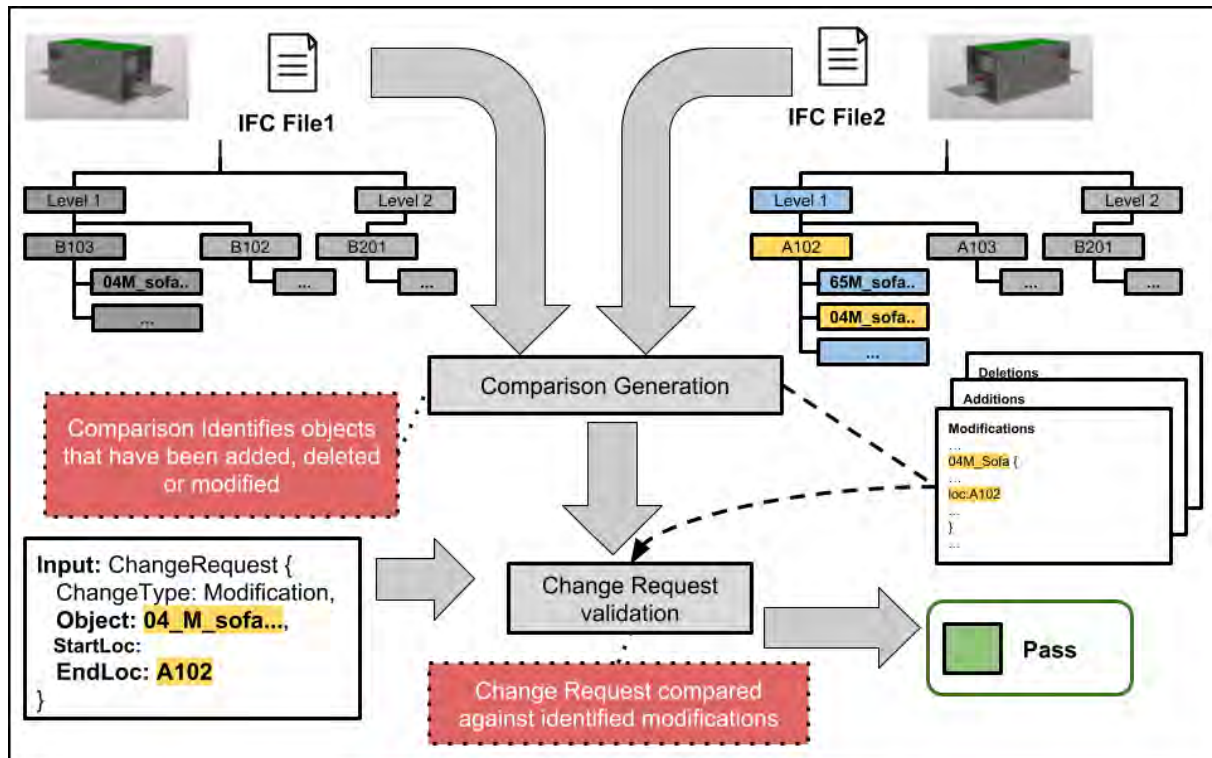 IFC File1
IFC File2
Level 1
Level 2
B103
B102
B201
04M_sofa..
...
...
...
Level 1
Level 2
A102
A103
B201
65M_sofa..
...
...
04M_sofa..
...
Comparison Generation
Deletions
Additions
Modifications
...
04M_Sofa {
...
loc:A102
...
}
...
Comparison Identifies objects
that have been added, deleted
or modified
Input: ChangeRequest {
ChangeType: Modification,
Object: 04_M_sofa...,
StartLoc:
EndLoc: A102
}
Change Request
validation
Pass
Change Request compared
against identified modifications